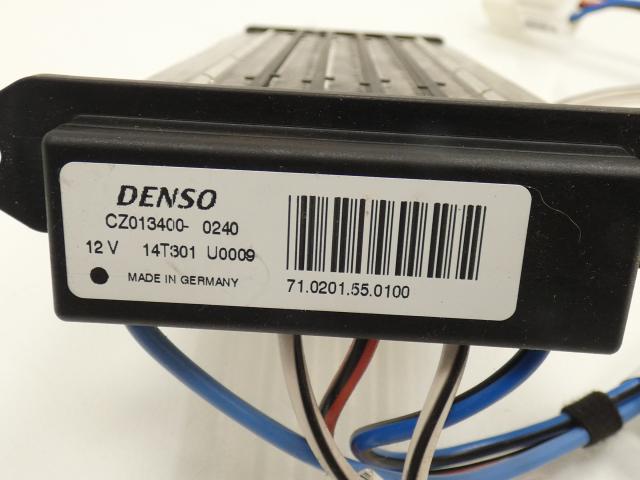 DENSO
CZ013400- 0240
12 V 14T301 U0009
MADE IN GERMANY
71.0201.55.0100